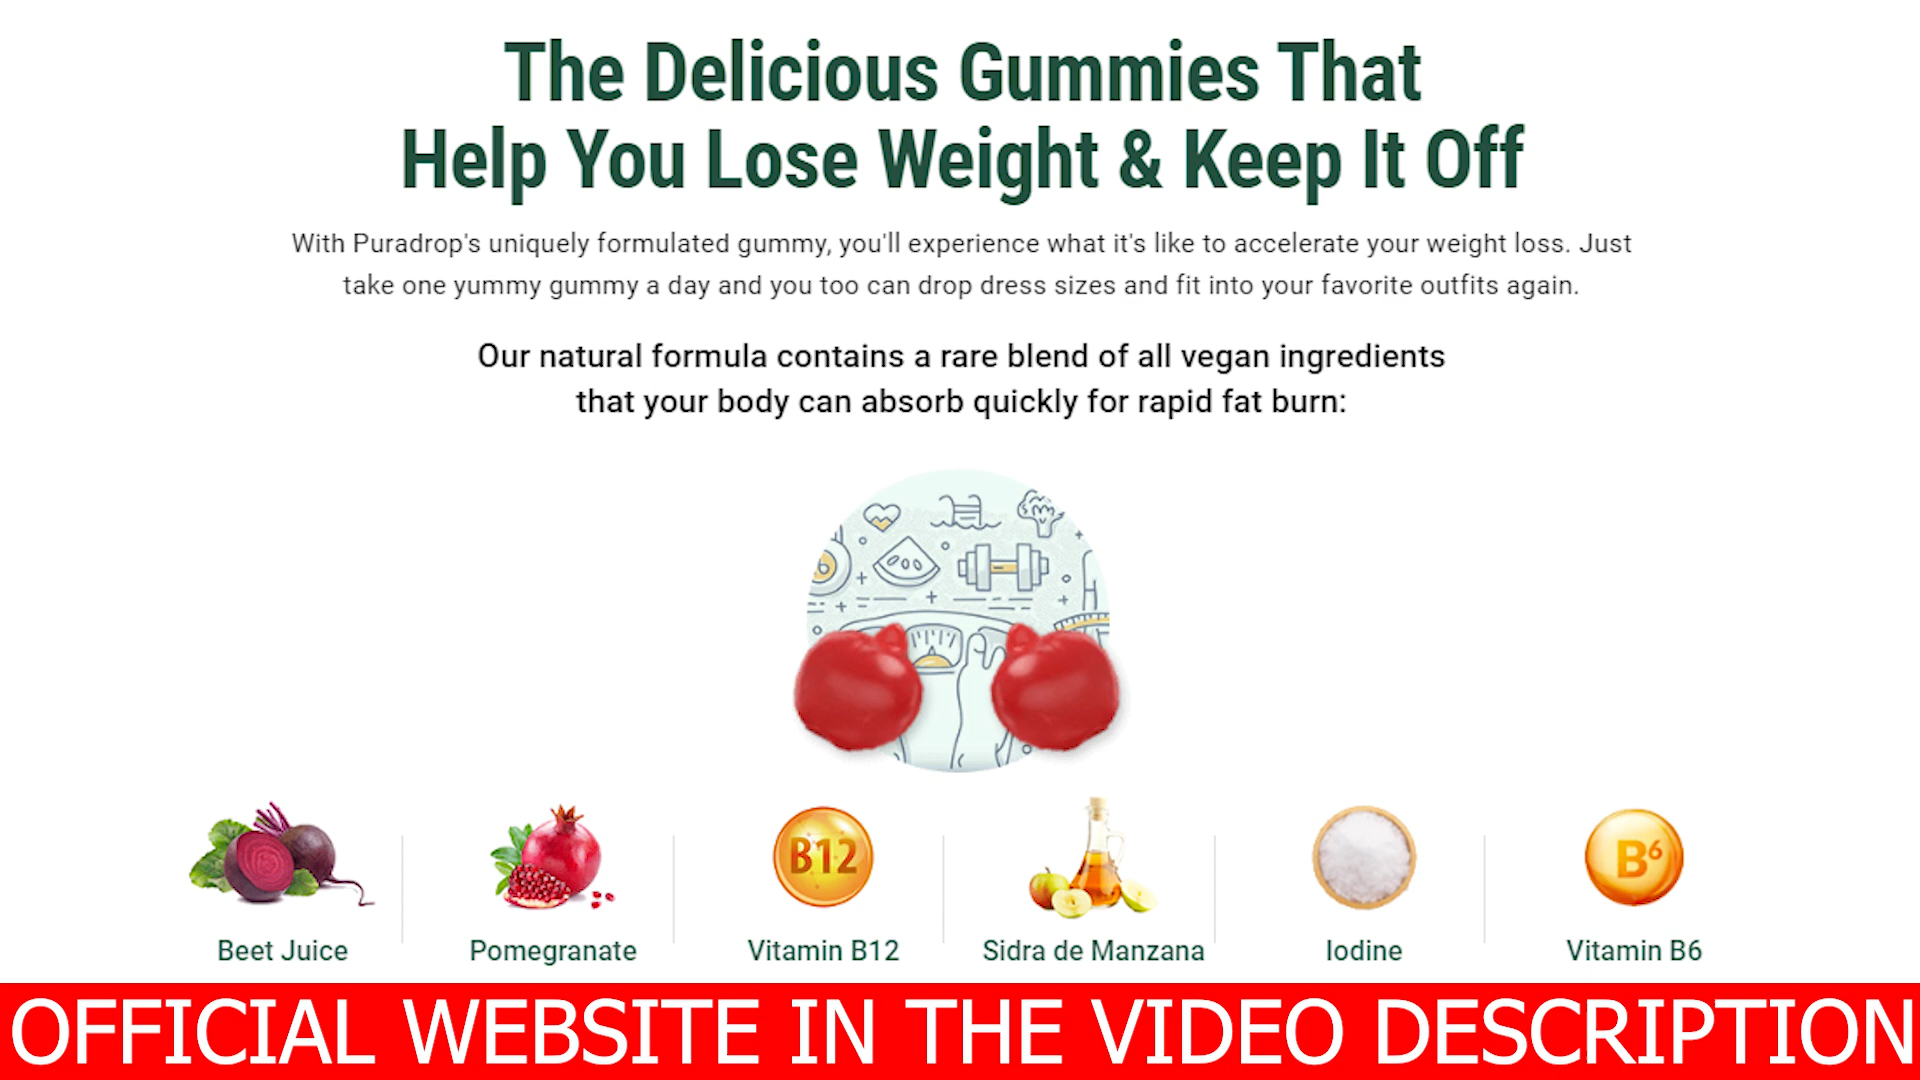 The Delicious Gummies That
Help You Lose Weight & Keep It Off
With Puradrop's uniquely formulated gummy, you'll experience what it's like to accelerate your weight loss. Just
take one yummy gummy a day and you too can drop dress sizes and fit into your favorite outfits again.
Our natural formula contains a rare blend of all vegan ingredients
that your body can absorb quickly for rapid fat burn:
B12
B6
Beet Juice
Pomegranate
Vitamin B12
Sidra de Manzana
Iodine
Vitamin B6
OFFICIAL WEBSITE IN THE VIDEO DESCRIPTION